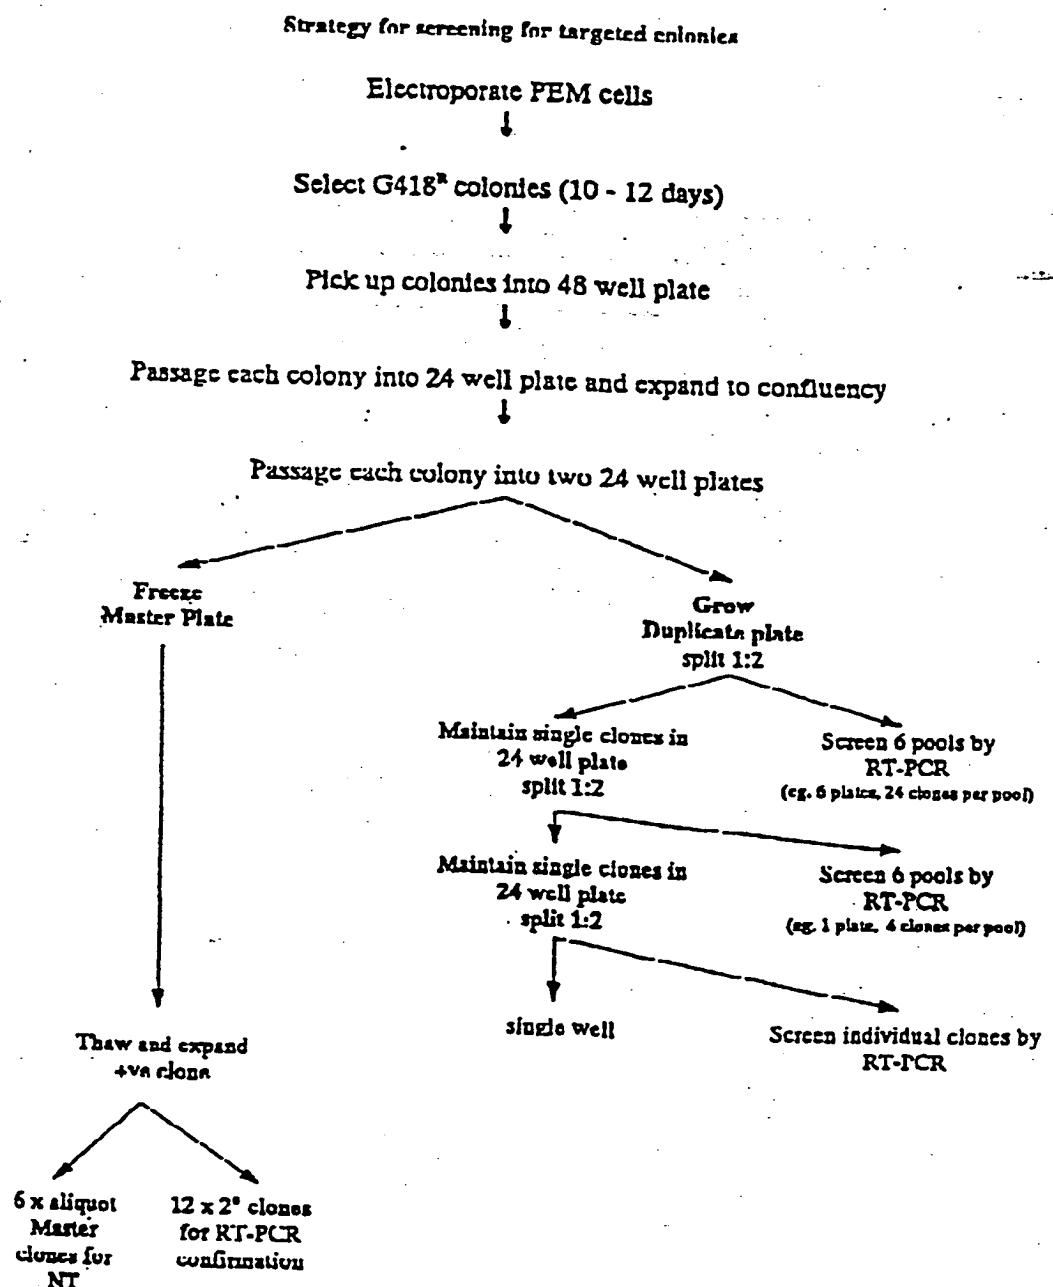 Strategy for screening for targeted colonies
Electroporate PEM cells
Select G418ᴿ colonies (10 - 12 days)
Pick up colonies into 48 well plate
Passage each colony into 24 well plate and expand to confluency
Passage each colony into two 24 well plates
Freeze
Master Plate
Grow
Duplicate plate
split 1:2
Maintain single clones in
24 well plate
split 1:2
Screen 6 pools by
RT-PCR
(eg. 6 plates, 24 clones per pool)
Maintain single clones in
24 well plate
split 1:2
Screen 6 pools by
RT-PCR
(eg. 1 plate, 4 clones per pool)
single well
Screen individual clones by
RT-PCR
Thaw and expand
+ve clone
6 x aliquot
Master
clones for
NT
12 x 2° clones
for RT-PCR
confirmation